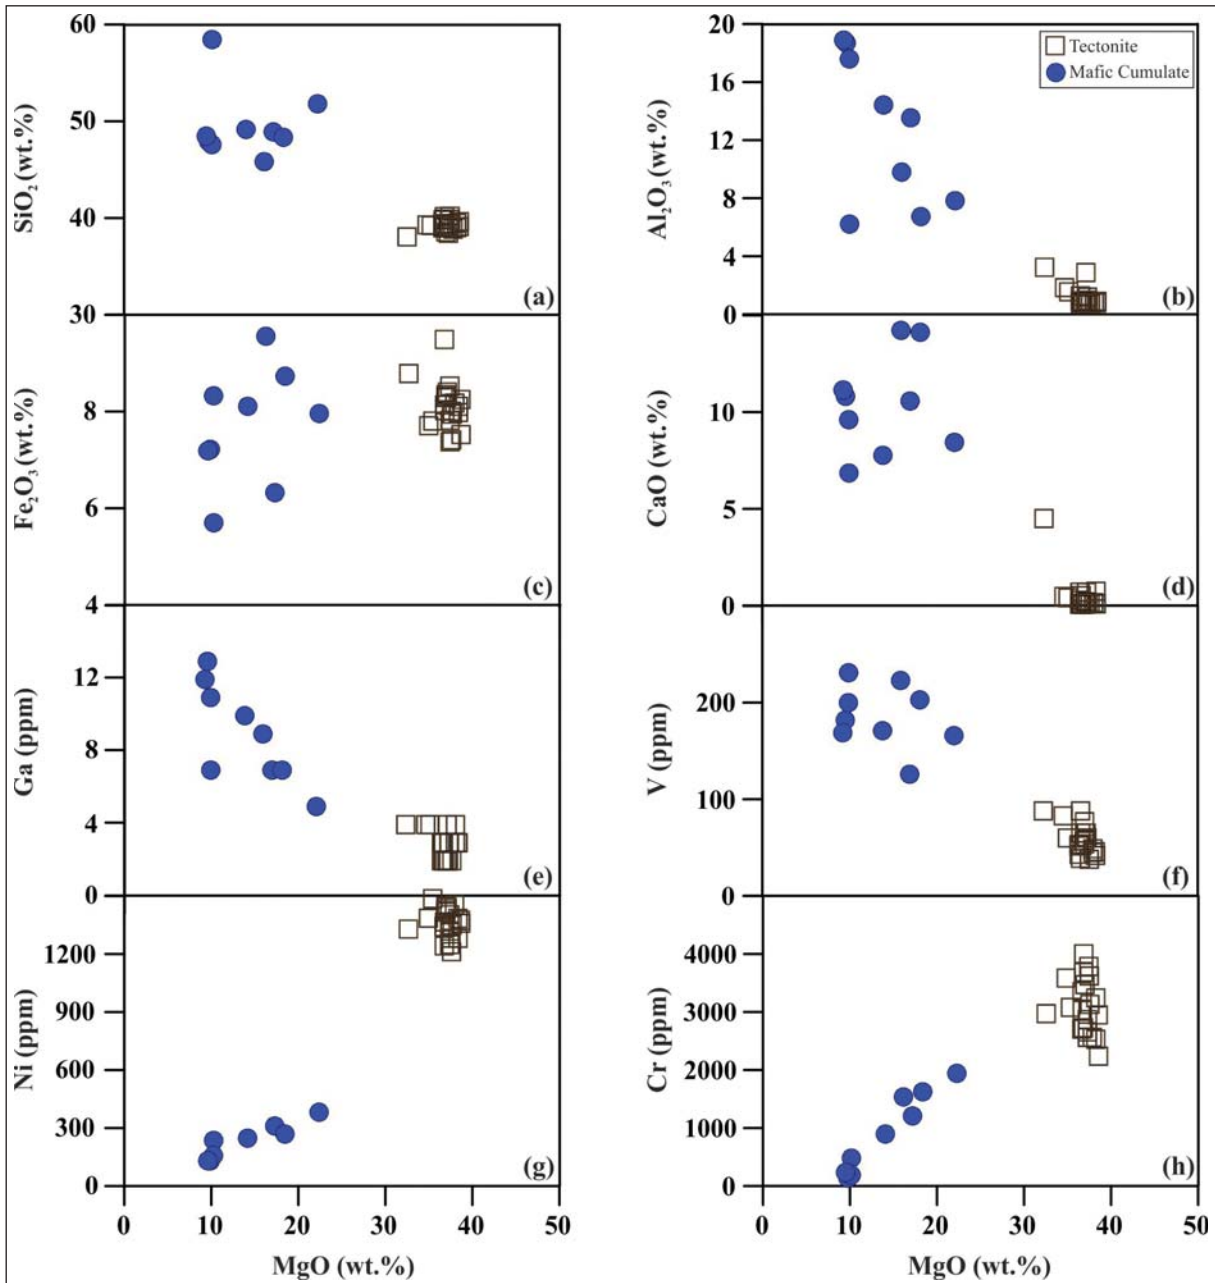 60
50
40
30
SiO₂ (wt.%)
(a)
20
16
12
8
4
0
Al₂O₃ (wt.%)
Tectonite
Mafic Cumulate
(b)
8
6
4
Fe₂O₃ (wt.%)
(c)
10
5
0
CaO (wt.%)
(d)
12
8
4
0
Ga (ppm)
(e)
200
100
0
V (ppm)
(f)
1200
900
600
300
0
Ni (ppm)
(g)
4000
3000
2000
1000
0
Cr (ppm)
(h)
0 10 20 30 40 50
MgO (wt.%)
0 10 20 30 40 50
MgO (wt.%)